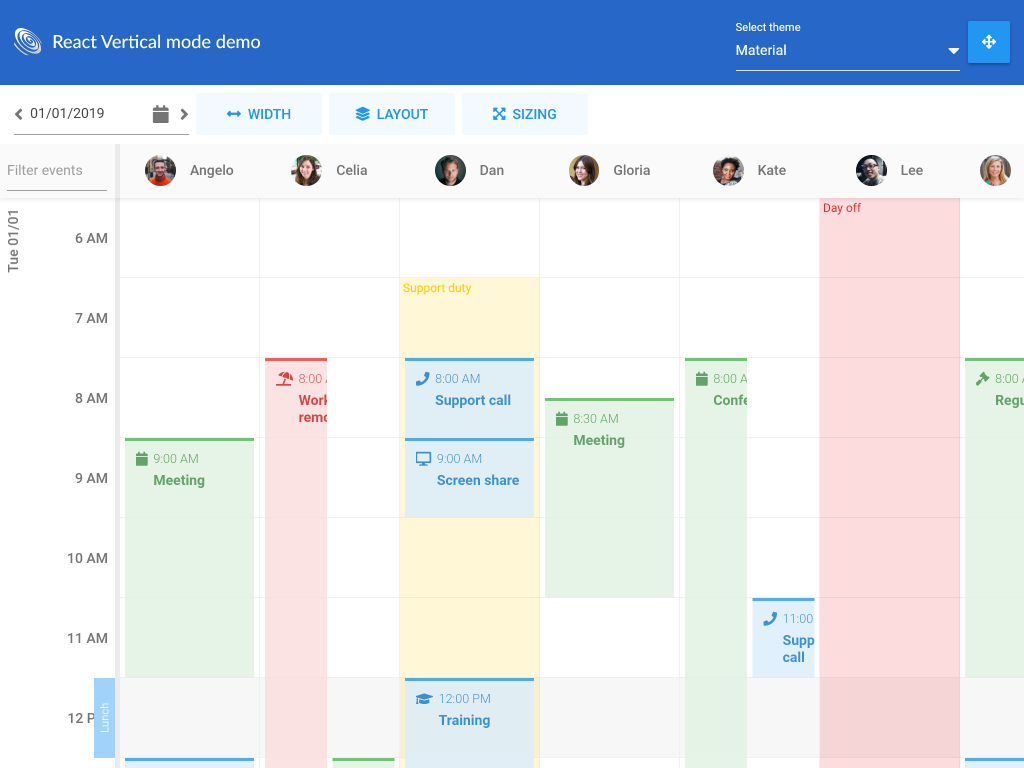 React Vertical mode demo
Select theme
Material
01/01/2019
WIDTH
LAYOUT
SIZING
Filter events
Angelo
Celia
Dan
Gloria
Kate
Lee
Tue 01/01
6 AM
7 AM
8 AM
9 AM
10 AM
11 AM
12 P
Lunch
9:00 AM
Meeting
8:00
Work
remo
Support duty
8:00 AM
Support call
9:00 AM
Screen share
12:00 PM
Training
8:30 AM
Meeting
8:00 A
Confe
11:00
Supp
call
Day off
8:00
Regu